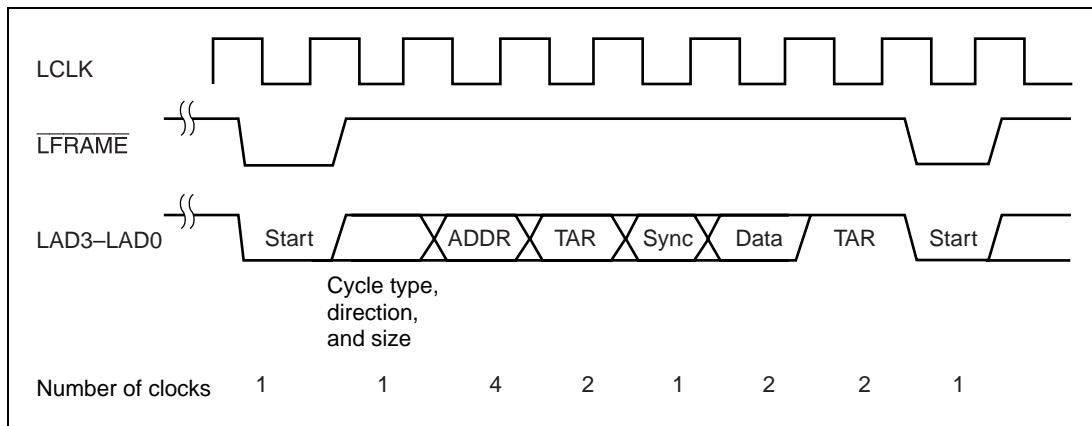 LCLK
LFRAME
LAD3–LAD0 Start ADDR TAR Sync Data TAR Start
Cycle type,
direction,
and size
Number of clocks 1 1 4 2 1 2 2 1